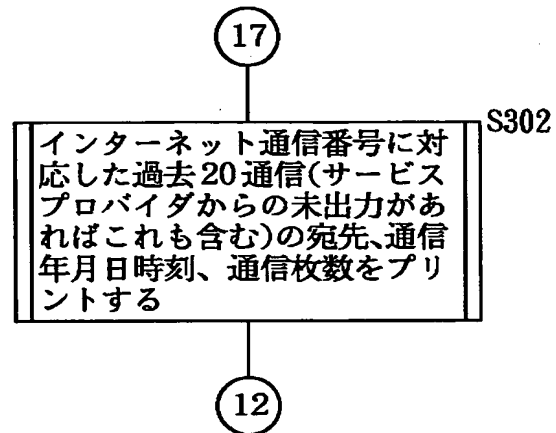 17
S302
インターネット通信番号に対
応した過去20通信(サービス
プロバイダからの未出力があ
ればこれも含む)の宛先、通信
年月日時刻、通信枚数をプリ
ントする
12